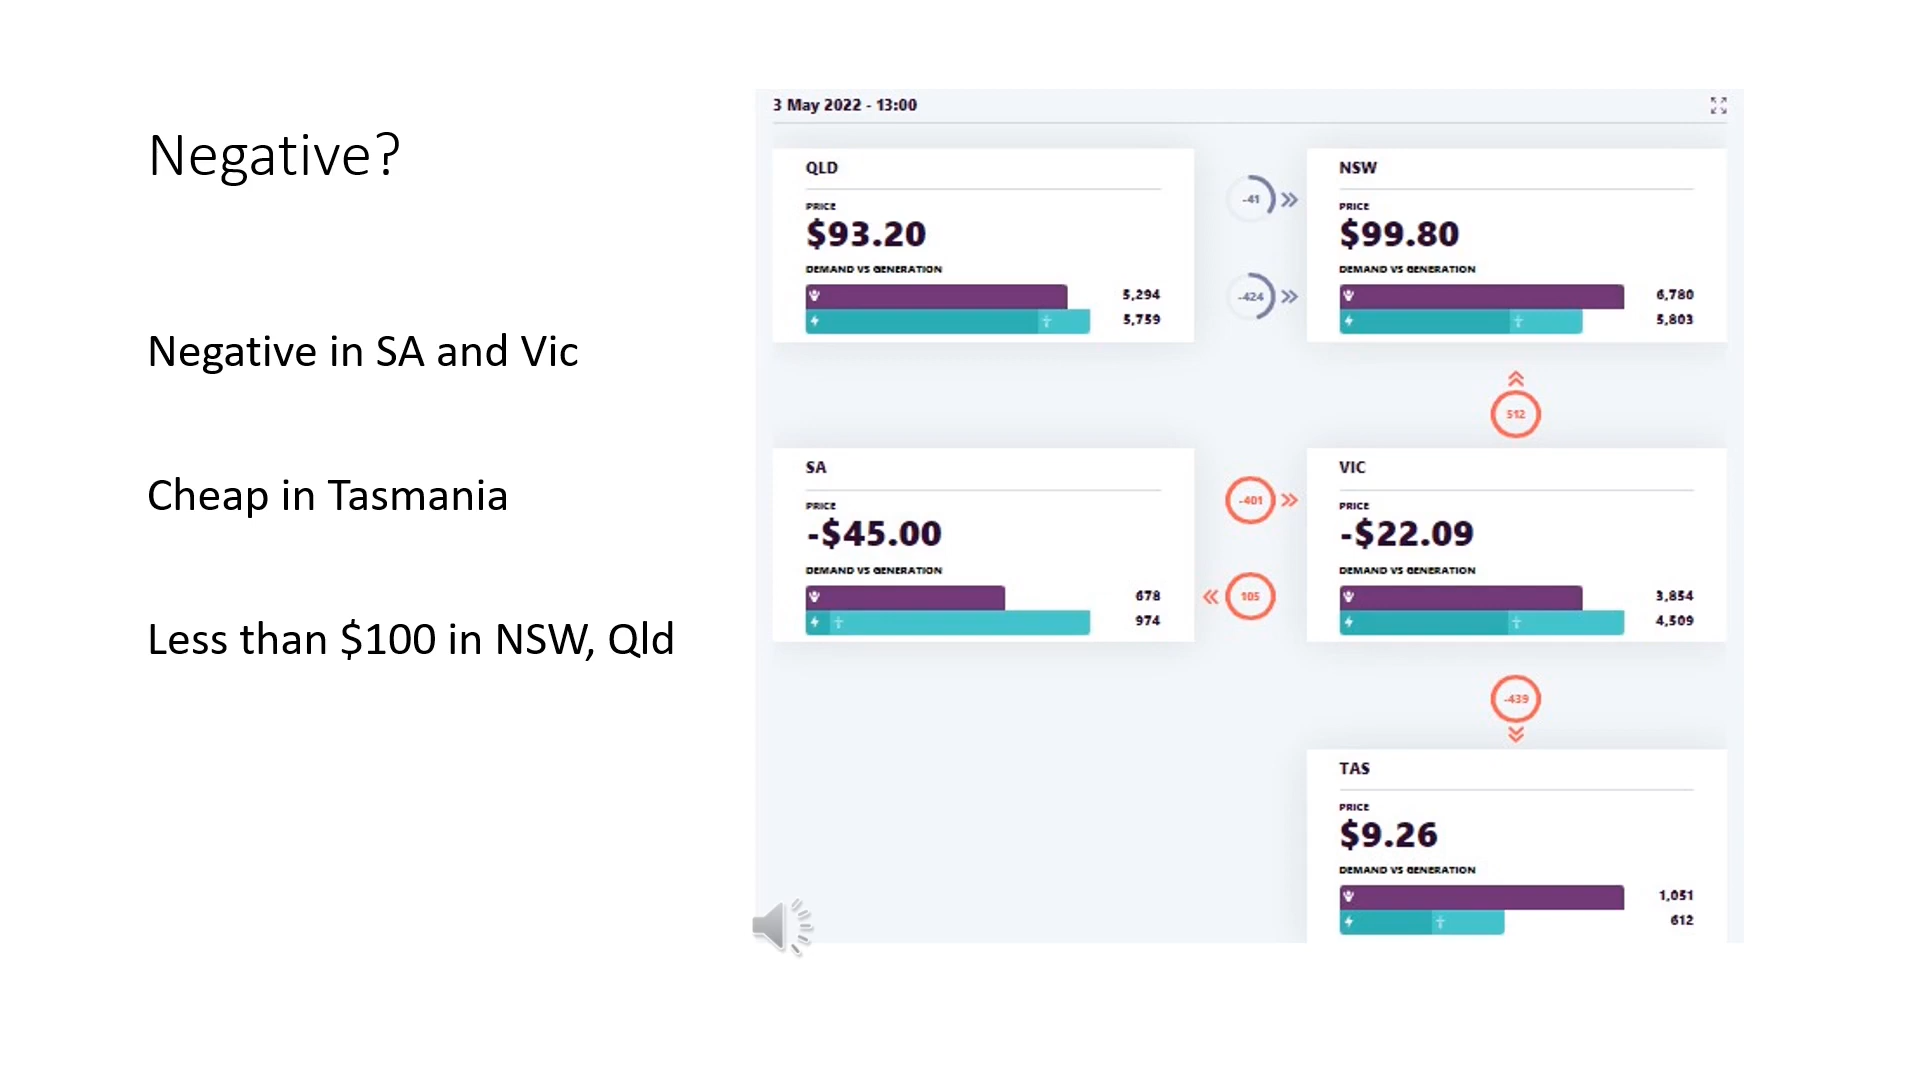 Negative?
Negative in SA and Vic
Cheap in Tasmania
Less than $100 in NSW, Qld
3 May 2022 - 13:00
QLD
PRICE
$93.20
DEMAND VS GENERATION
5,294
5,759
-41
-424
NSW
PRICE
$99.80
DEMAND VS GENERATION
6,780
5,803
512
SA
PRICE
-$45.00
DEMAND VS GENERATION
678
974
-401
105
VIC
PRICE
-$22.09
DEMAND VS GENERATION
3,854
4,509
-439
TAS
PRICE
$9.26
DEMAND VS GENERATION
1,051
612